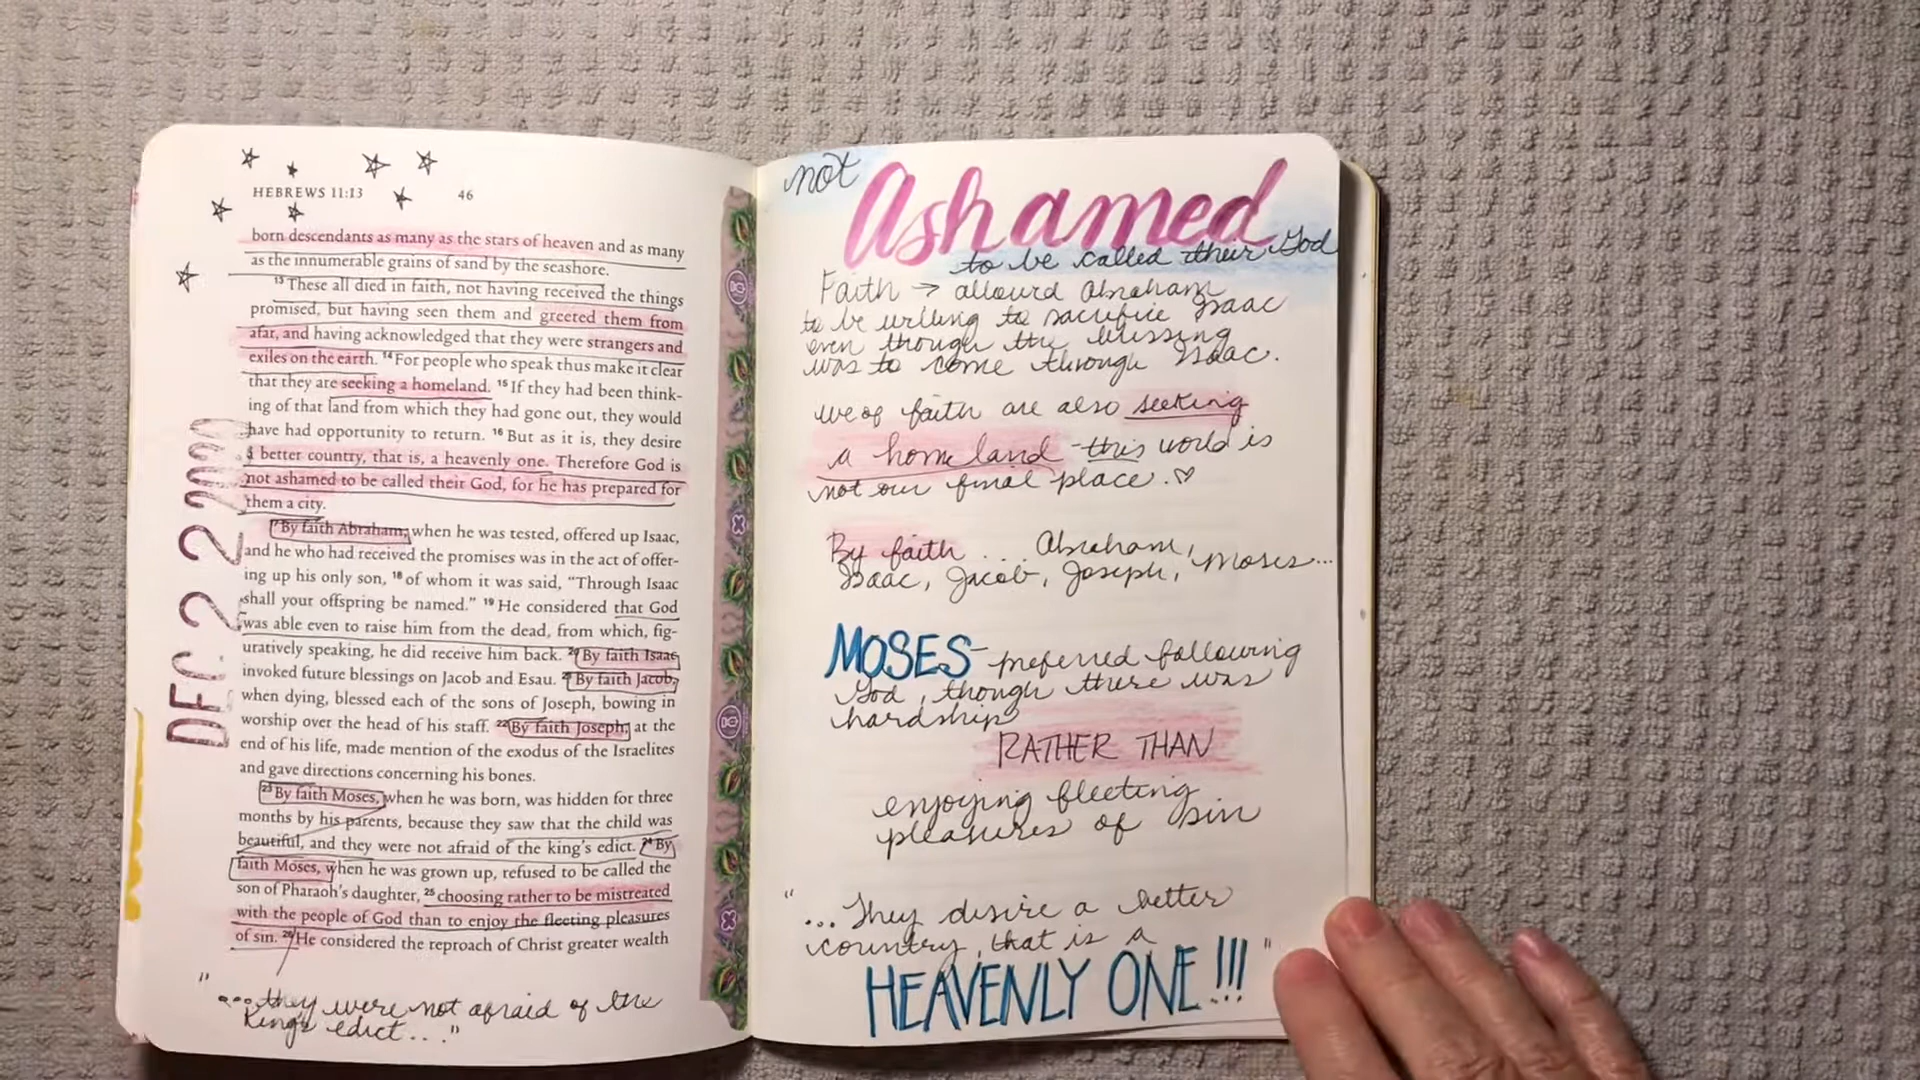 HEBREWS 11:13 46
born descendants as many as the stars of heaven and as many
as the innumerable grains of sand by the seashore.
13 These all died in faith, not having received the things
promised, but having seen them and greeted them from
afar, and having acknowledged that they were strangers and
exiles on the earth. 14 For people who speak thus make it clear
that they are seeking a homeland. 15 If they had been think-
ing of that land from which they had gone out, they would
have had opportunity to return. 16 But as it is, they desire
a better country, that is, a heavenly one. Therefore God is
not ashamed to be called their God, for he has prepared for
them a city.
17 By faith Abraham, when he was tested, offered up Isaac,
and he who had received the promises was in the act of offer-
ing up his only son, 18 of whom it was said, “Through Isaac
shall your offspring be named.” 19 He considered that God
was able even to raise him from the dead, from which, fig-
uratively speaking, he did receive him back. 20 By faith Isaac
invoked future blessings on Jacob and Esau. 21 By faith Jacob,
when dying, blessed each of the sons of Joseph, bowing in
worship over the head of his staff. 22 By faith Joseph, at the
end of his life, made mention of the exodus of the Israelites
and gave directions concerning his bones.
23 By faith Moses, when he was born, was hidden for three
months by his parents, because they saw that the child was
beautiful, and they were not afraid of the king’s edict. 24 By
faith Moses, when he was grown up, refused to be called the
son of Pharaoh’s daughter, 25 choosing rather to be mistreated
with the people of God than to enjoy the fleeting pleasures
of sin. 26 He considered the reproach of Christ greater wealth
"...they were not afraid of the
king's edict..."
DEC 2 2 2020
not Ashamed
to be called their God
Faith → allowed Abraham
to be willing to sacrifice Isaac
even though the blessing
was to come through Isaac.
we of faith are also seeking
a homeland - this world is
not our final place. ♡
By faith ... Abraham,
Isaac, Jacob, Joseph, Moses...
MOSES - preferred following
God, though there was
hardship
RATHER THAN
enjoying fleeting
pleasures of sin
"...They desire a better
country, that is a
HEAVENLY ONE!!!"